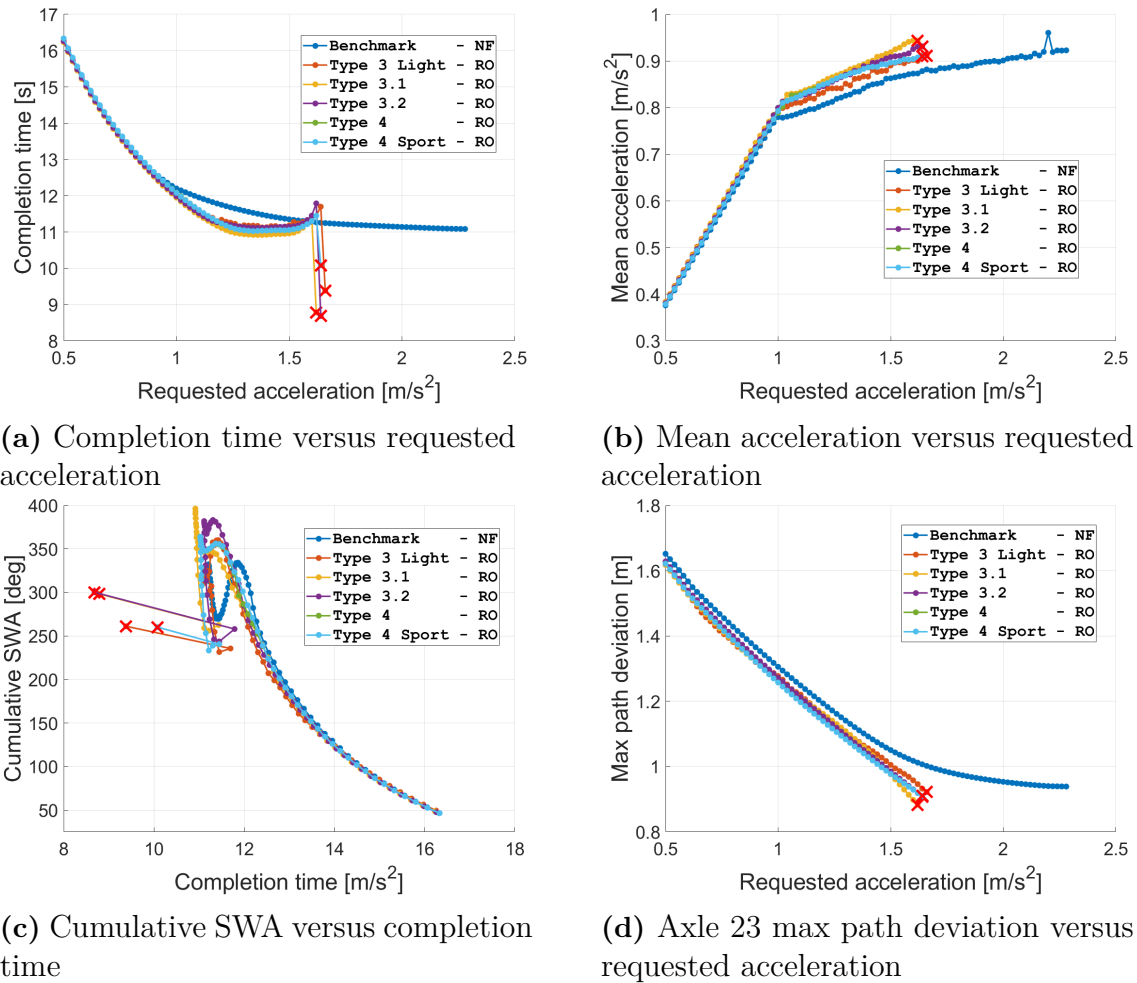 17
16
15
14
13
12
11
10
9
8
Completion time [s]
Benchmark - NF
Type 3 Light - RO
Type 3.1 - RO
Type 3.2 - RO
Type 4 - RO
Type 4 Sport - RO
0.5 1 1.5 2 2.5
Requested acceleration [m/s²]
(a) Completion time versus requested
acceleration
1
0.9
0.8
0.7
0.6
0.5
0.4
0.3
Mean acceleration [m/s²]
Benchmark - NF
Type 3 Light - RO
Type 3.1 - RO
Type 3.2 - RO
Type 4 - RO
Type 4 Sport - RO
0.5 1 1.5 2 2.5
Requested acceleration [m/s²]
(b) Mean acceleration versus requested
acceleration
400
350
300
250
200
150
100
50
Cumulative SWA [deg]
Benchmark - NF
Type 3 Light - RO
Type 3.1 - RO
Type 3.2 - RO
Type 4 - RO
Type 4 Sport - RO
8 10 12 14 16 18
Completion time [m/s²]
(c) Cumulative SWA versus completion
time
1.8
1.6
1.4
1.2
1
0.8
Max path deviation [m]
Benchmark - NF
Type 3 Light - RO
Type 3.1 - RO
Type 3.2 - RO
Type 4 - RO
Type 4 Sport - RO
0.5 1 1.5 2 2.5
Requested acceleration [m/s²]
(d) Axle 23 max path deviation versus
requested acceleration